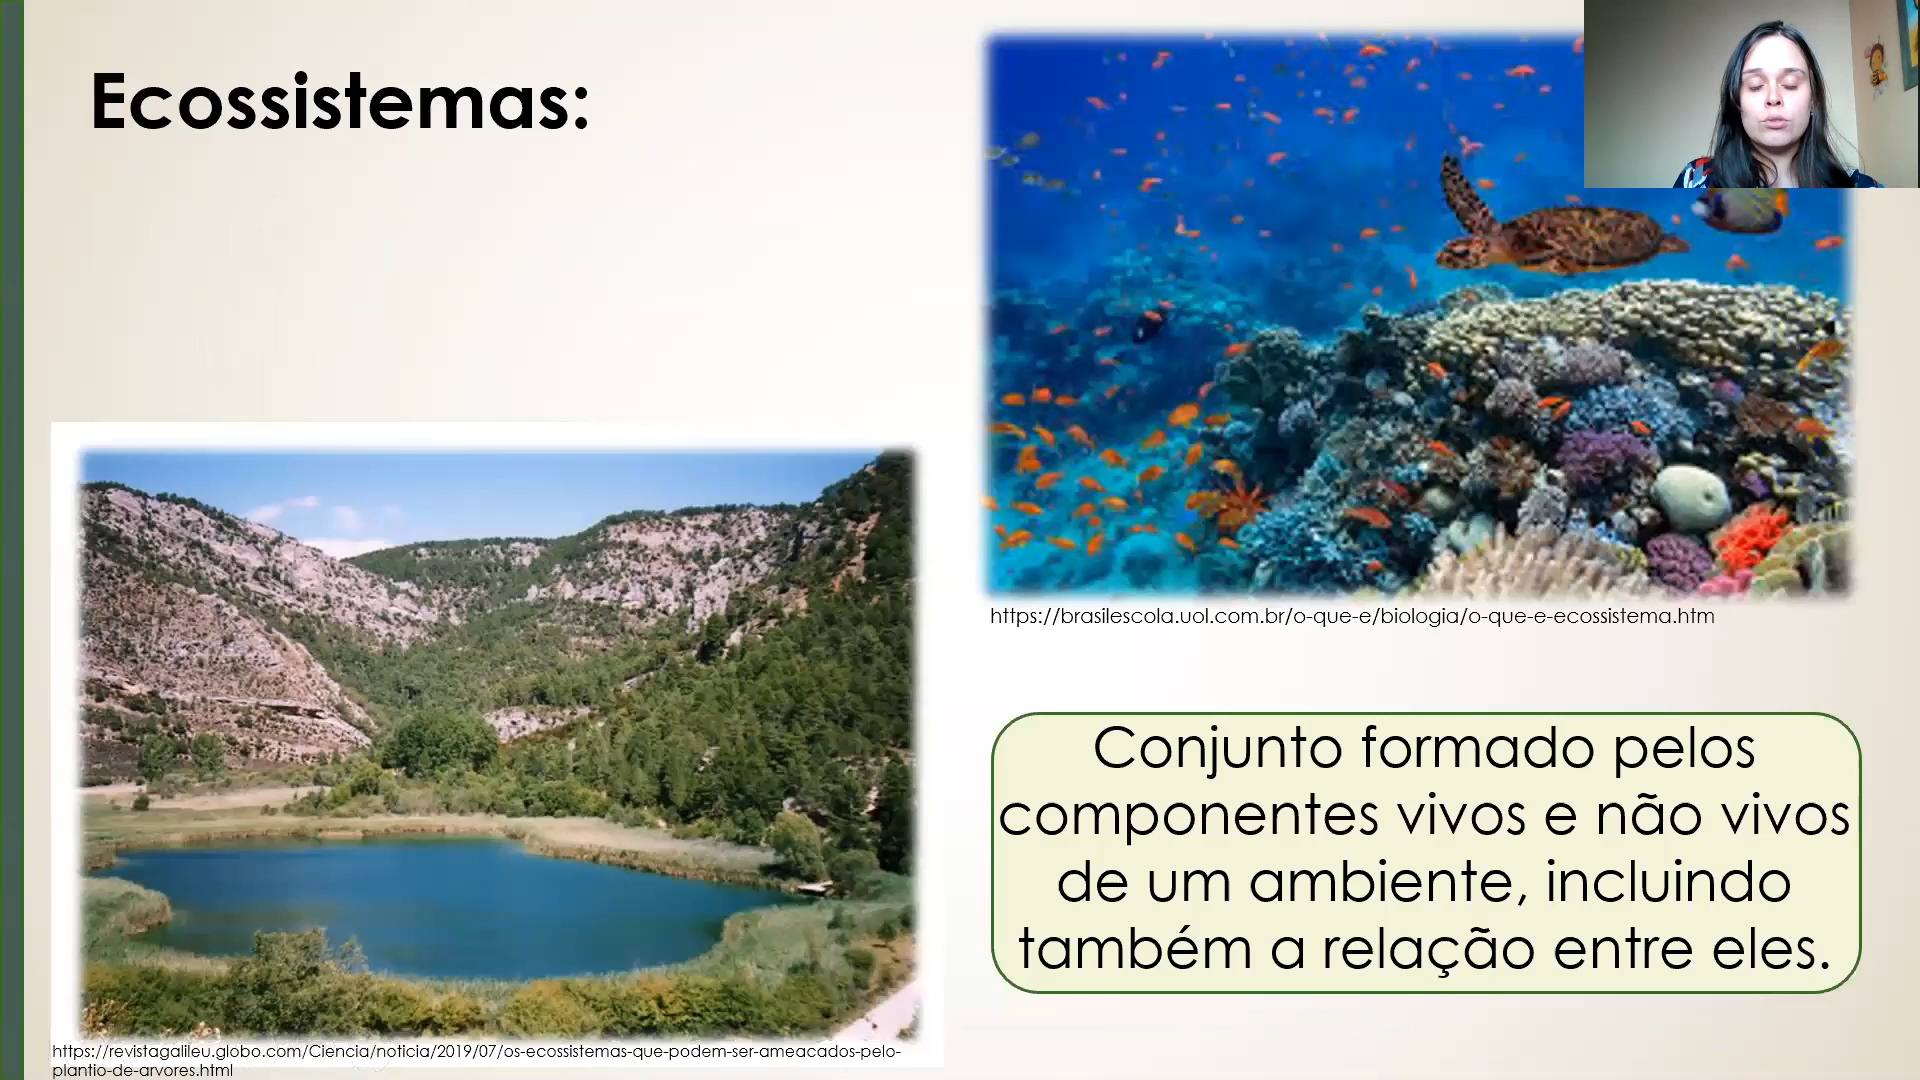 Ecossistemas:
https://brasilescola.uol.com.br/o-que-e/biologia/o-que-e-ecossistema.htm
Conjunto formado pelos
componentes vivos e não vivos
de um ambiente, incluindo
também a relação entre eles.
https://revistagalileu.globo.com/Ciencia/noticia/2019/07/os-ecossistemas-que-podem-ser-ameacados-pelo-
plantio-de-arvores.html